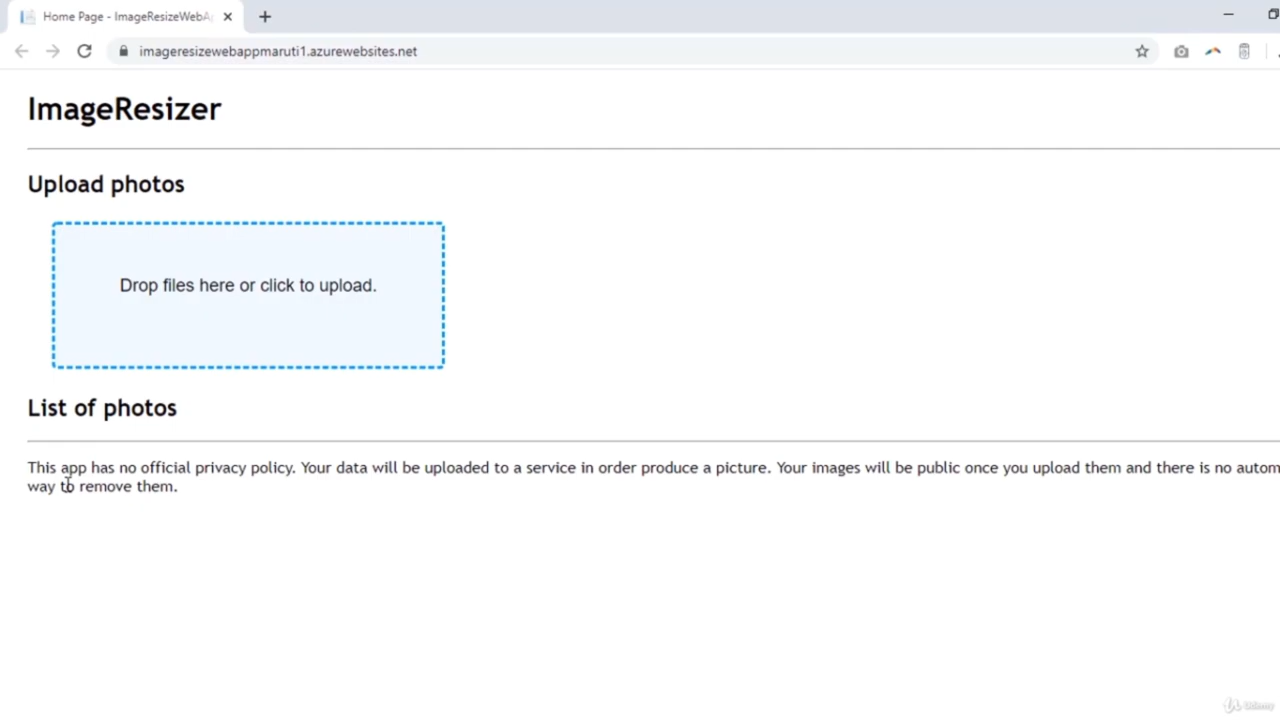 Home Page - ImageResizeWebA
imageresizewebappmaruti1.azurewebsites.net
ImageResizer
Upload photos
Drop files here or click to upload.
List of photos
This app has no official privacy policy. Your data will be uploaded to a service in order produce a picture. Your images will be public once you upload them and there is no autom
way to remove them.
Udemy